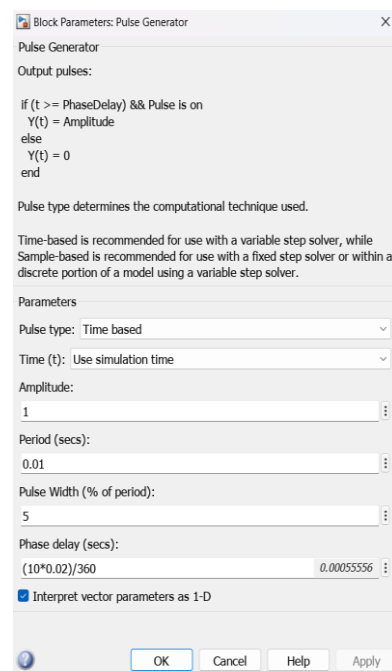 Block Parameters: Pulse Generator
Pulse Generator
Output pulses:
if (t >= PhaseDelay) && Pulse is on
Y(t) = Amplitude
else
Y(t) = 0
end
Pulse type determines the computational technique used.
Time-based is recommended for use with a variable step solver, while
Sample-based is recommended for use with a fixed step solver or within a
discrete portion of a model using a variable step solver.
Parameters
Pulse type: Time based
Time (t): Use simulation time
Amplitude:
1
Period (secs):
0.01
Pulse Width (% of period):
5
Phase delay (secs):
(10*0.02)/360 0.00055556
Interpret vector parameters as 1-D
OK Cancel Help Apply